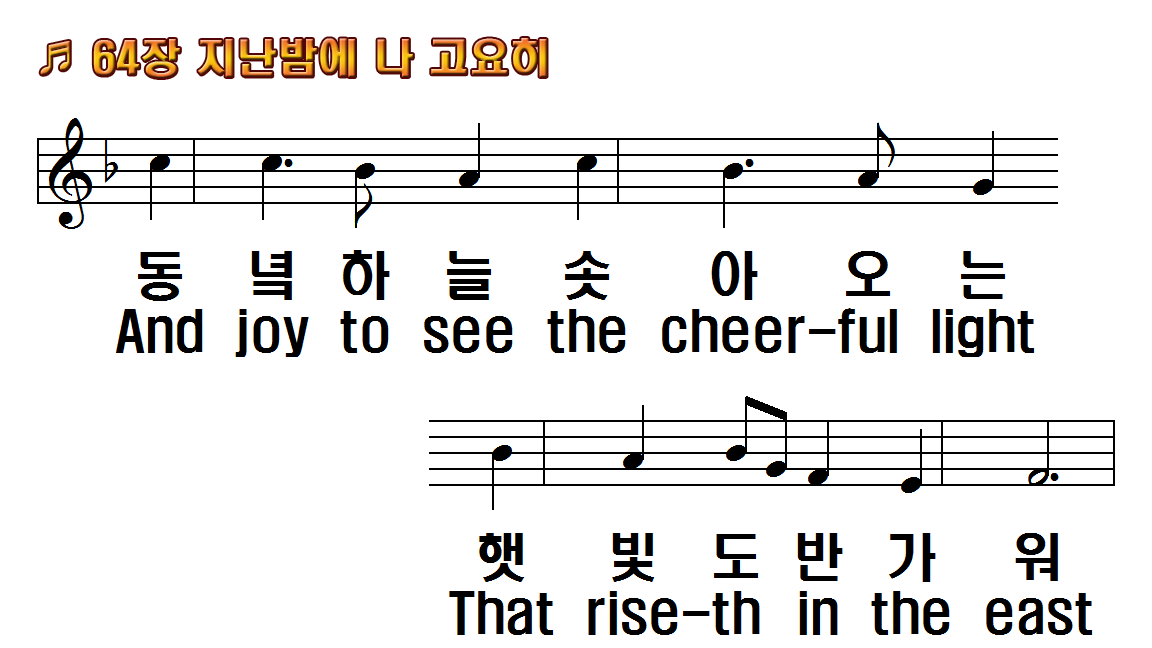 ♬ 64장 지난밤에 나 고요히
동 녘 하 늘 솟 아 오 는
And joy to see the cheer-ful light
햇 빛 도 반 가 워
That rise-th in the east